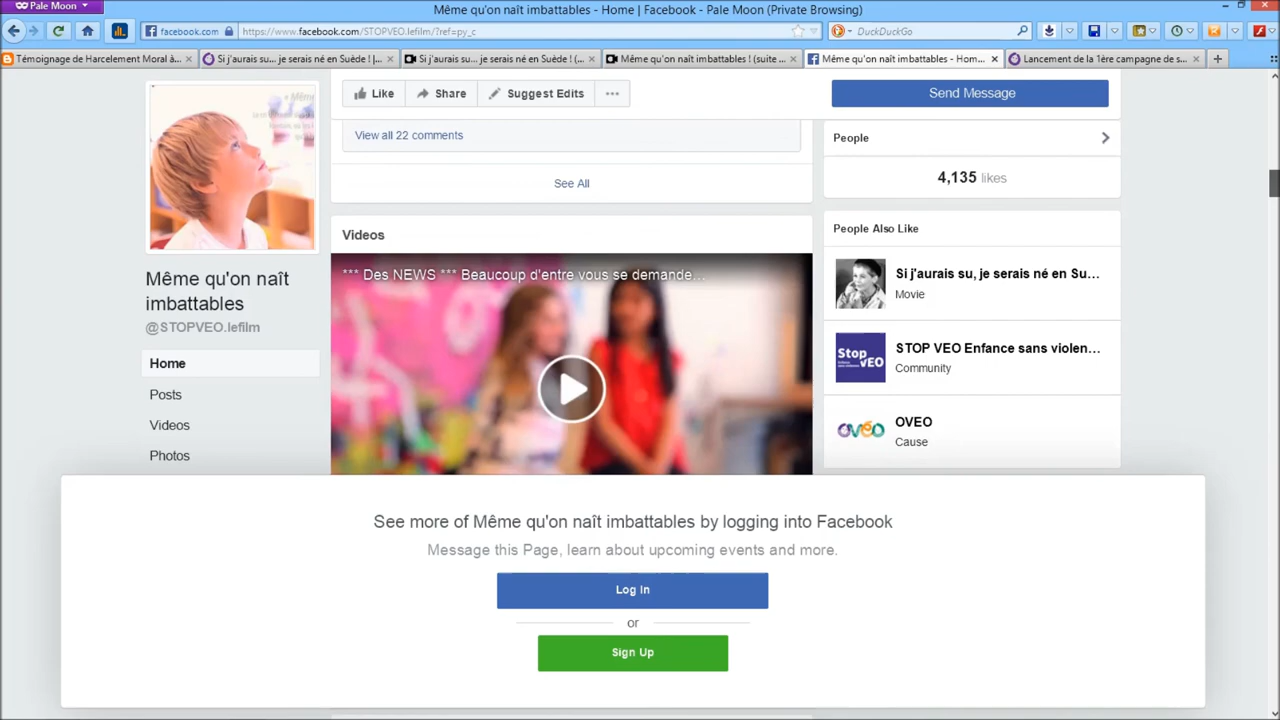 Pale Moon
Même qu'on naît imbattables - Home | Facebook - Pale Moon (Private Browsing)
facebook.com
https://www.facebook.com/STOPVEO.lefilm/?ref=py_c
DuckDuckGo
Témoignage de Harcelement Moral à...
Si j'aurais su... je serais né en Suède ! |...
Si j'aurais su... je serais né en Suède ! (...
Même qu'on naît imbattables ! (suite ...
Même qu'on naît imbattables - Hom...
Lancement de la 1ère campagne de s...
Like
Share
Suggest Edits
Send Message
View all 22 comments
See All
People
4,135 likes
Videos
*** Des NEWS *** Beaucoup d'entre vous se demande...
People Also Like
Si j'aurais su, je serais né en Su...
Movie
Stop
VEO
STOP VEO Enfance sans violen...
Community
OVEO
OVEO
Cause
Même qu'on naît
imbattables
@STOPVEO.lefilm
Home
Posts
Videos
Photos
See more of Même qu'on naît imbattables by logging into Facebook
Message this Page, learn about upcoming events and more.
Log In
or
Sign Up